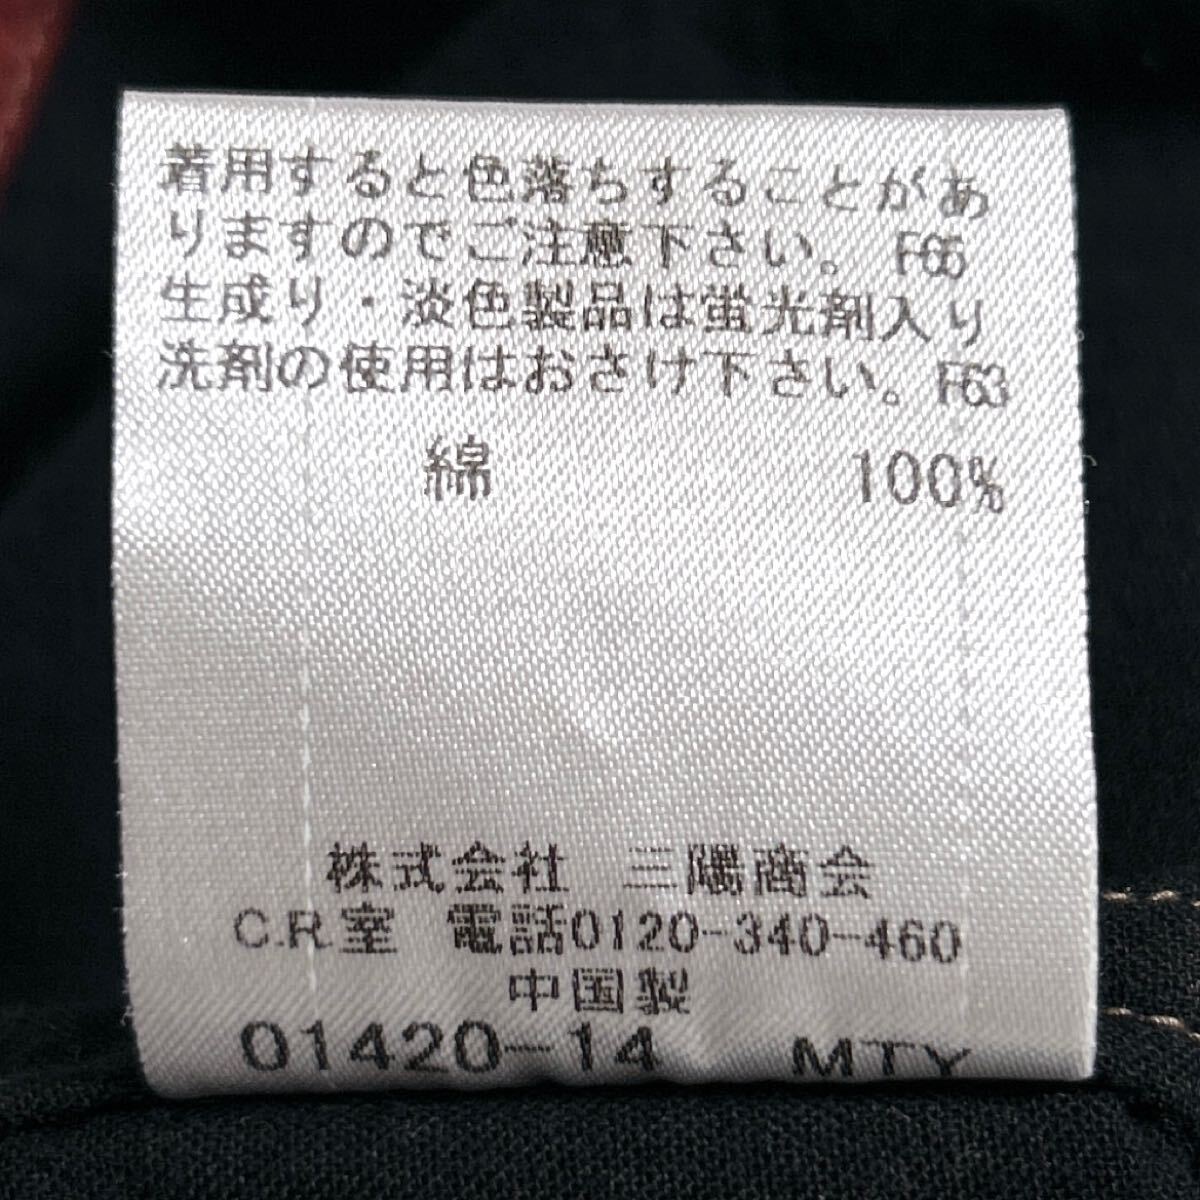 着用すると色落ちすることがあ
りますのでご注意下さい。F66
生成り・淡色製品は蛍光剤入り
洗剤の使用はおさけ下さい。F63
綿 100%
株式会社 三陽商会
C.R.室 電話0120-340-460
中国製
01420-14 MTY